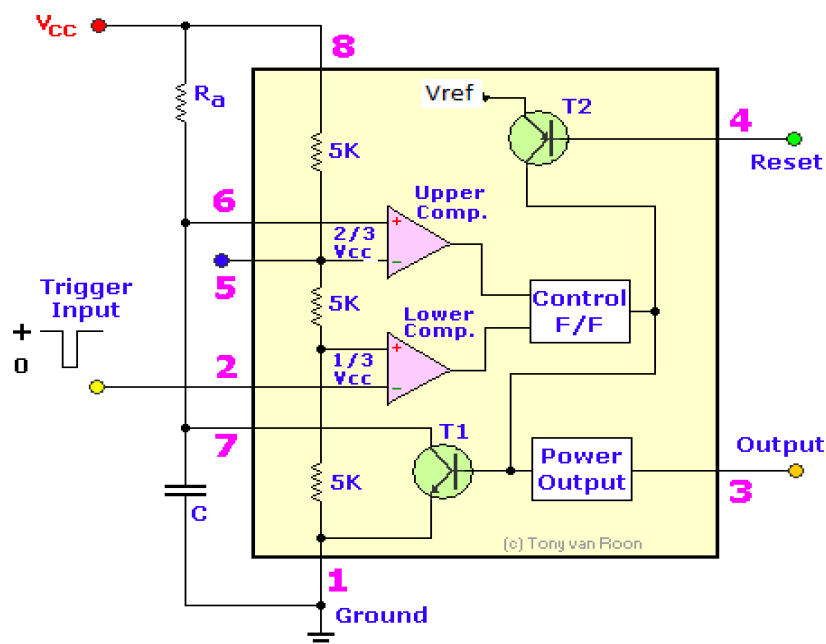 Vcc
8
Ra
Vref
T2
4
Reset
5K
6
Upper
Comp.
+
2/3
Vcc
-
5
Trigger
Input
+
0
5K
Control
F/F
Lower
Comp.
+
1/3
Vcc
-
2
7
T1
Output
5K
Power
Output
3
C
(c) Tony van Roon
1
Ground